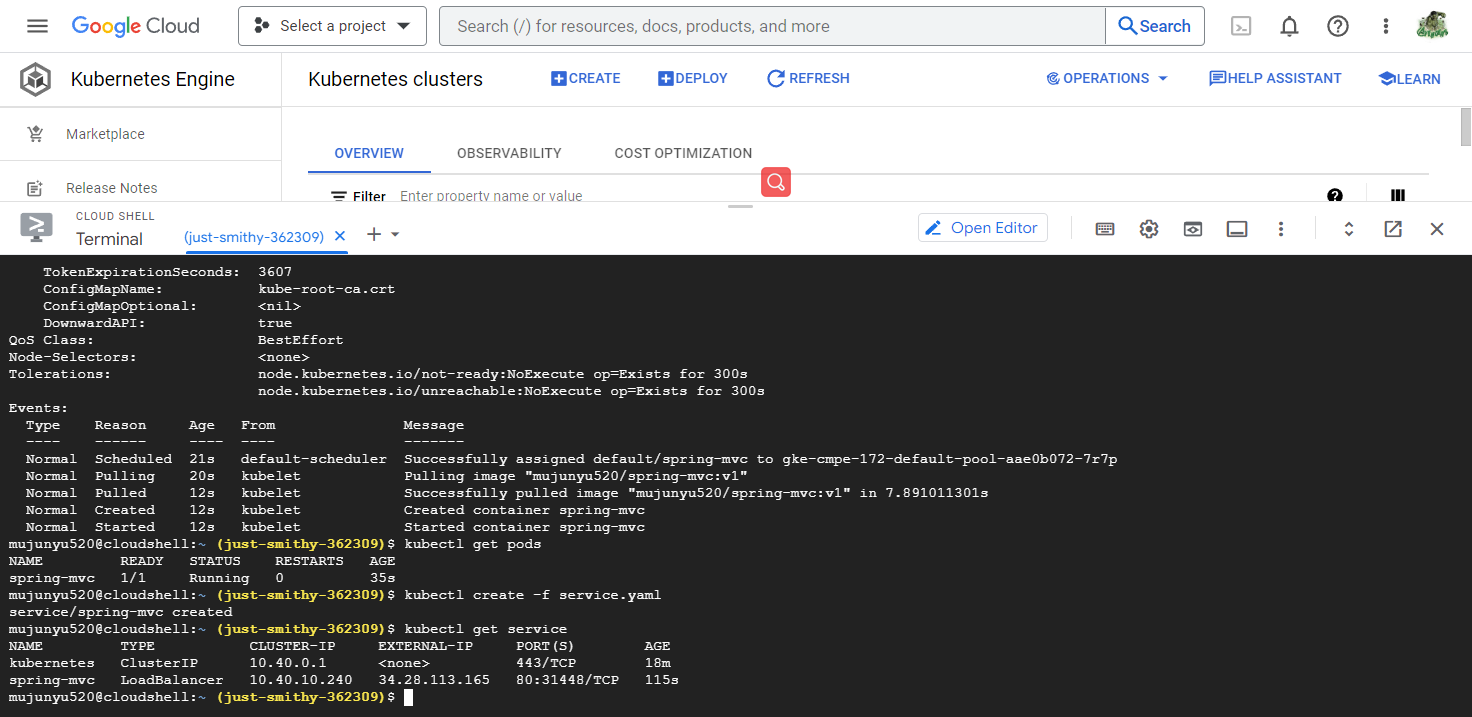 Google Cloud
Select a project
Search (/) for resources, docs, products, and more
Search
Kubernetes Engine
Kubernetes clusters
CREATE
DEPLOY
REFRESH
OPERATIONS
HELP ASSISTANT
LEARN
Marketplace
Release Notes
OVERVIEW
OBSERVABILITY
COST OPTIMIZATION
Filter Enter property name or value
CLOUD SHELL
Terminal
(just-smithy-362309)
Open Editor
TokenExpirationSeconds:  3607
ConfigMapName:           kube-root-ca.crt
ConfigMapOptional:       <nil>
DownwardAPI:             true
QoS Class:                   BestEffort
Node-Selectors:              <none>
Tolerations:                 node.kubernetes.io/not-ready:NoExecute op=Exists for 300s
node.kubernetes.io/unreachable:NoExecute op=Exists for 300s
Events:
Type    Reason     Age   From               Message
----    ------     ----  ----               -------
Normal  Scheduled  21s   default-scheduler  Successfully assigned default/spring-mvc to gke-cmpe-172-default-pool-aae0b072-7r7p
Normal  Pulling    20s   kubelet            Pulling image "mujunyu520/spring-mvc:v1"
Normal  Pulled     12s   kubelet            Successfully pulled image "mujunyu520/spring-mvc:v1" in 7.891011301s
Normal  Created    12s   kubelet            Created container spring-mvc
Normal  Started    12s   kubelet            Started container spring-mvc
mujunyu520@cloudshell:~ (just-smithy-362309)$ kubectl get pods
NAME         READY   STATUS    RESTARTS   AGE
spring-mvc   1/1     Running   0          35s
mujunyu520@cloudshell:~ (just-smithy-362309)$ kubectl create -f service.yaml
service/spring-mvc created
mujunyu520@cloudshell:~ (just-smithy-362309)$ kubectl get service
NAME         TYPE           CLUSTER-IP     EXTERNAL-IP     PORT(S)        AGE
kubernetes   ClusterIP      10.40.0.1      <none>          443/TCP        18m
spring-mvc   LoadBalancer   10.40.10.240   34.28.113.165   80:31448/TCP   115s
mujunyu520@cloudshell:~ (just-smithy-362309)$